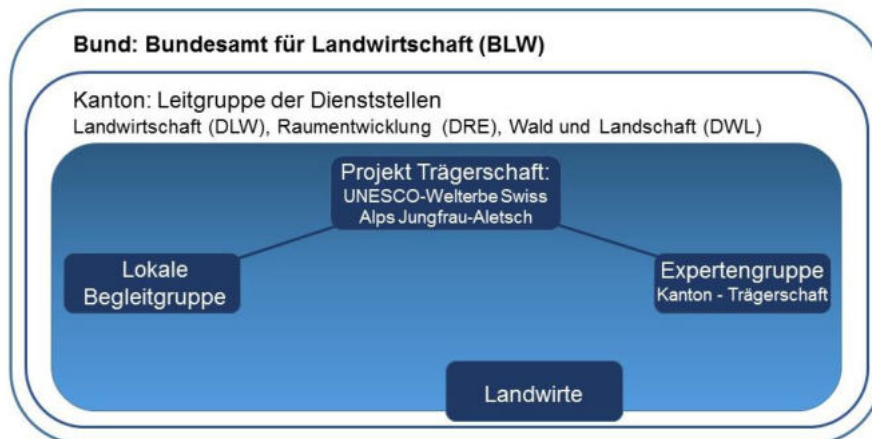 Bund: Bundesamt für Landwirtschaft (BLW)
Kanton: Leitgruppe der Dienststellen
Landwirtschaft (DLW), Raumentwicklung (DRE), Wald und Landschaft (DWL)
Projekt Trägerschaft:
UNESCO-Welterbe Swiss
Alps Jungfrau-Aletsch
Lokale
Begleitgruppe
Expertengruppe
Kanton - Trägerschaft
Landwirte